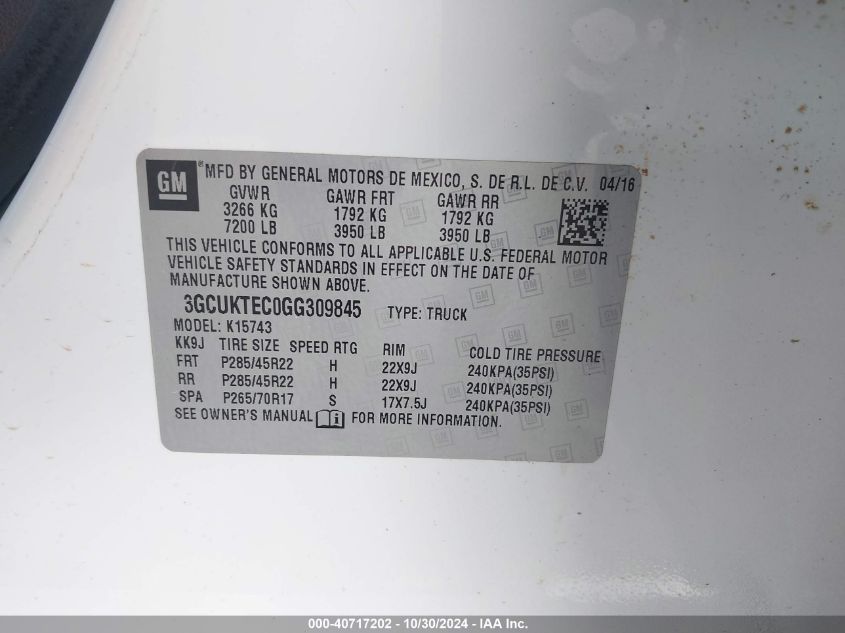 GM ® MFD BY GENERAL MOTORS DE MEXICO, S. DE R.L. DE C.V. 04/16
GVWR GAWR FRT GAWR RR
3266 KG 1792 KG 1792 KG
7200 LB 3950 LB 3950 LB
THIS VEHICLE CONFORMS TO ALL APPLICABLE U.S. FEDERAL MOTOR
VEHICLE SAFETY STANDARDS IN EFFECT ON THE DATE OF
MANUFACTURE SHOWN ABOVE.
3GCUKTEC0GG309845 TYPE: TRUCK
MODEL: K15743
KK9J TIRE SIZE SPEED RTG RIM COLD TIRE PRESSURE
FRT P285/45R22 H 22X9J 240KPA(35PSI)
RR P285/45R22 H 22X9J 240KPA(35PSI)
SPA P265/70R17 S 17X7.5J 240KPA(35PSI)
SEE OWNER'S MANUAL FOR MORE INFORMATION.
000-40717202 - 10/30/2024 - IAA Inc.